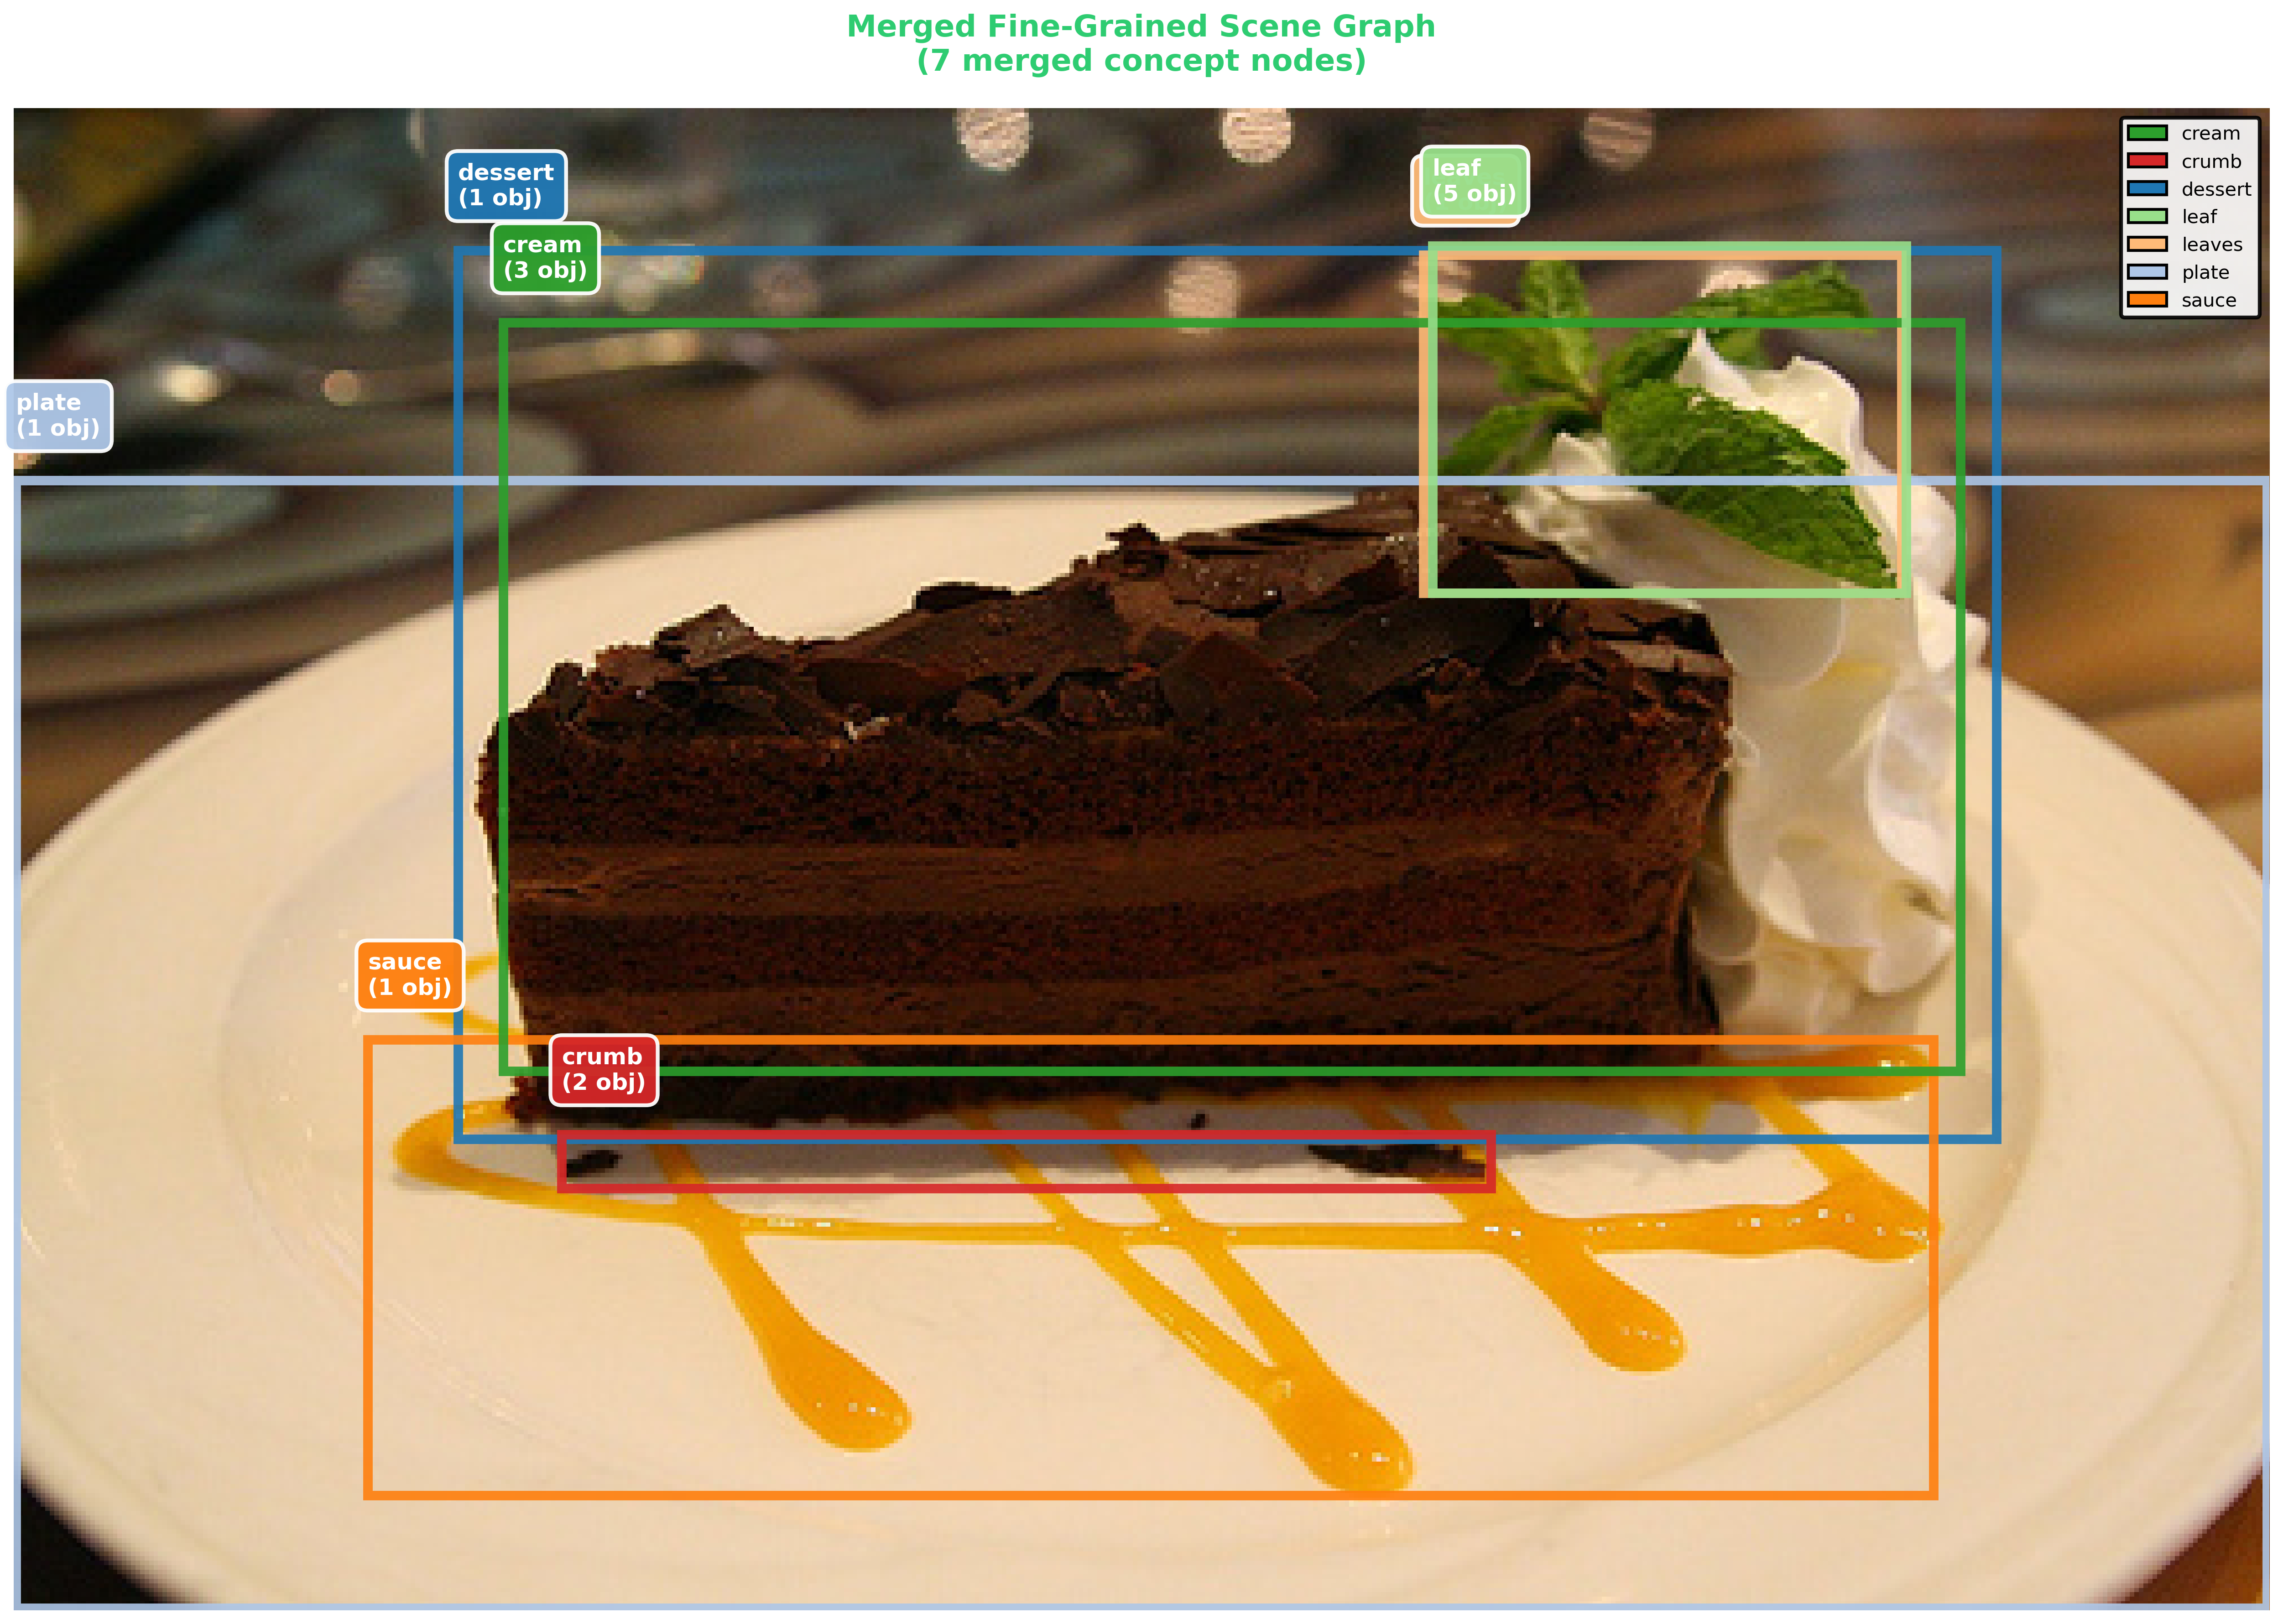 Merged Fine-Grained Scene Graph
(7 merged concept nodes)
dessert
(1 obj)
leaf
(5 obj)
cream
(3 obj)
plate
(1 obj)
sauce
(1 obj)
crumb
(2 obj)
cream
crumb
dessert
leaf
leaves
plate
sauce